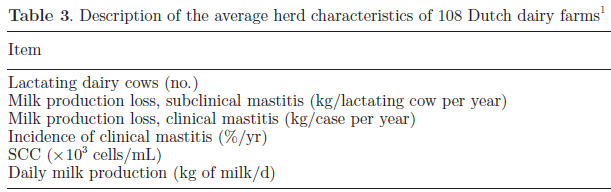 Table 3. Description of the average herd characteristics of 108 Dutch dairy farms¹
Item
Lactating dairy cows (no.)
Milk production loss, subclinical mastitis (kg/lactating cow per year)
Milk production loss, clinical mastitis (kg/case per year)
Incidence of clinical mastitis (%/yr)
SCC (×10³ cells/mL)
Daily milk production (kg of milk/d)